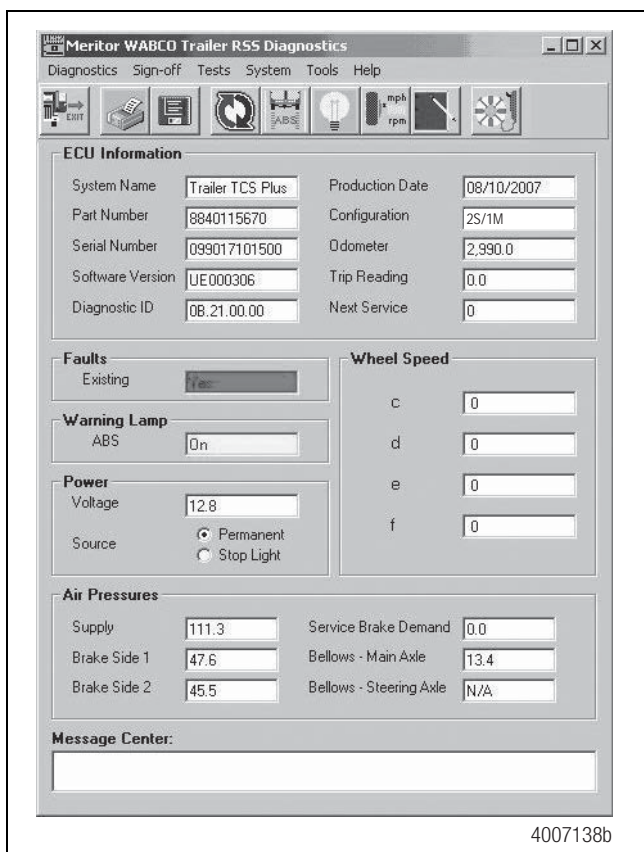 Meritor WABCO Trailer RSS Diagnostics
Diagnostics Sign-off Tests System Tools Help
EXIT ABS mph rpm
ECU Information
System Name Trailer TCS Plus Production Date 08/10/2007
Part Number 8840115670 Configuration 2S/1M
Serial Number 099017101500 Odometer 2,990.0
Software Version UE000306 Trip Reading 0.0
Diagnostic ID 0B.21.00.00 Next Service 0
Faults
Existing Yes
Warning Lamp
ABS On
Power
Voltage 12.8
Source Permanent
Stop Light
Wheel Speed
c 0
d 0
e 0
f 0
Air Pressures
Supply 111.3 Service Brake Demand 0.0
Brake Side 1 47.6 Bellows - Main Axle 13.4
Brake Side 2 45.5 Bellows - Steering Axle N/A
Message Center:
4007138b